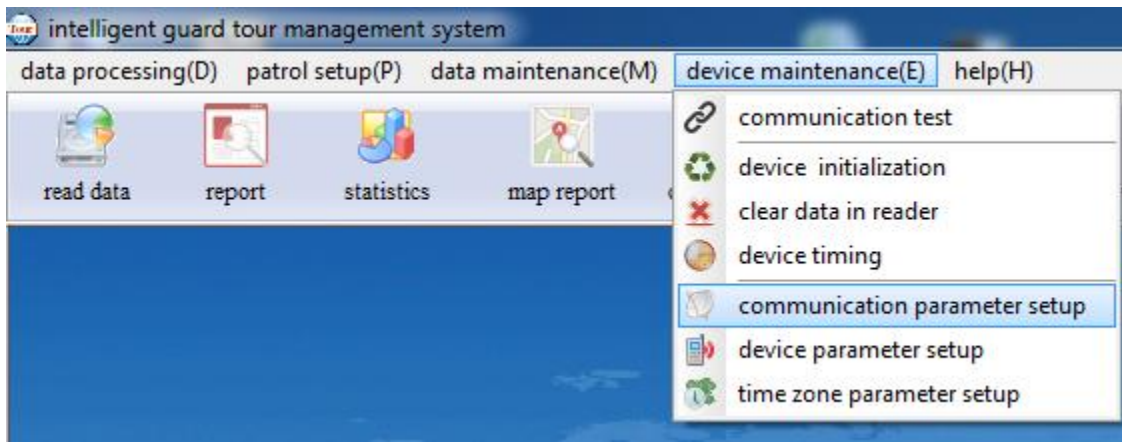 intelligent guard tour management system
data processing(D) patrol setup(P) data maintenance(M) device maintenance(E) help(H)
read data report statistics map report
communication test
device initialization
clear data in reader
device timing
communication parameter setup
device parameter setup
time zone parameter setup